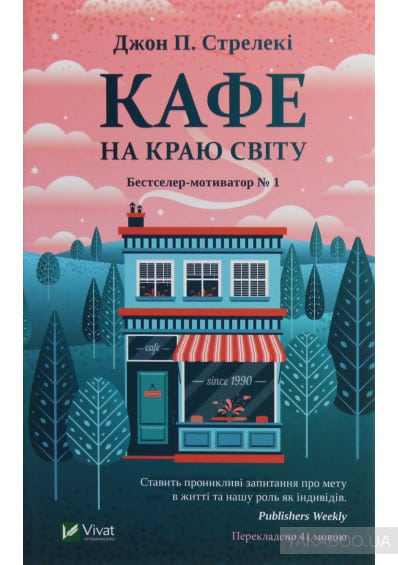 Джон П. Стрелекі
КАФЕ
НА КРАЮ СВІТУ
Бестселер-мотиватор № 1
cafe
since 1990
Ставить проникливі запитання про мету
в житті та нашу роль як індивідів.
Publishers Weekly
Перекладено 41 мовою
Vivat
видавництво
YAKABOO.UA